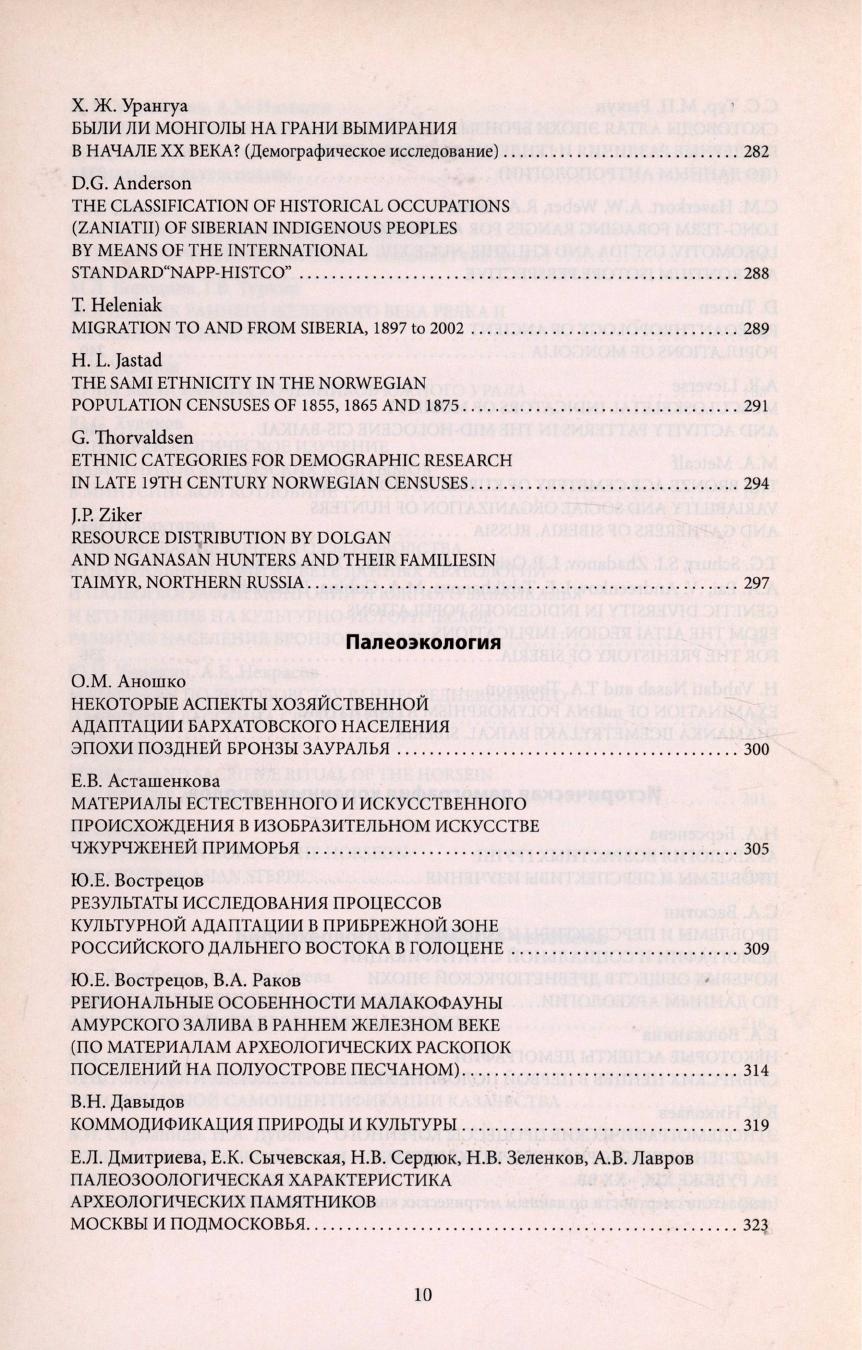 Х. Ж. Урангуа
БЫЛИ ЛИ МОНГОЛЫ НА ГРАНИ ВЫМИРАНИЯ
В НАЧАЛЕ XX ВЕКА? (Демографическое исследование) ............................ 282
D.G. Anderson
THE CLASSIFICATION OF HISTORICAL OCCUPATIONS
(ZANIATII) OF SIBERIAN INDIGENOUS PEOPLES
BY MEANS OF THE INTERNATIONAL
STANDARD“NAPP-HISTCO” .................................................... 288
T. Heleniak
MIGRATION TO AND FROM SIBERIA, 1897 to 2002 ................................ 289
H. L. Jastad
THE SAMI ETHNICITY IN THE NORWEGIAN
POPULATION CENSUSES OF 1855, 1865 AND 1875.................................. 291
G. Thorvaldsen
ETHNIC CATEGORIES FOR DEMOGRAPHIC RESEARCH
IN LATE 19TH CENTURY NORWEGIAN CENSUSES................................ 294
J.P. Ziker
RESOURCE DISTRIBUTION BY DOLGAN
AND NGANASAN HUNTERS AND THEIR FAMILIESIN
TAIMYR, NORTHERN RUSSIA .................................................... 297
Палеоэкология
О.М. Аношко
НЕКОТОРЫЕ АСПЕКТЫ ХОЗЯЙСТВЕННОЙ
АДАПТАЦИИ БАРХАТОВСКОГО НАСЕЛЕНИЯ
ЭПОХИ ПОЗДНЕЙ БРОНЗЫ ЗАУРАЛЬЯ ......................................... 300
Е.В. Асташенкова
МАТЕРИАЛЫ ЕСТЕСТВЕННОГО И ИСКУССТВЕННОГО
ПРОИСХОЖДЕНИЯ В ИЗОБРАЗИТЕЛЬНОМ ИСКУССТВЕ
ЧЖУРЧЖЕНЕЙ ПРИМОРЬЯ .................................................... 305
Ю.Е. Вострецов
РЕЗУЛЬТАТЫ ИССЛЕДОВАНИЯ ПРОЦЕССОВ
КУЛЬТУРНОЙ АДАПТАЦИИ В ПРИБРЕЖНОЙ ЗОНЕ
РОССИЙСКОГО ДАЛЬНЕГО ВОСТОКА В ГОЛОЦЕНЕ ........................... 309
Ю.Е. Вострецов, В.А. Раков
РЕГИОНАЛЬНЫЕ ОСОБЕННОСТИ МАЛАКОФАУНЫ
АМУРСКОГО ЗАЛИВА В РАННЕМ ЖЕЛЕЗНОМ ВЕКЕ
(ПО МАТЕРИАЛАМ АРХЕОЛОГИЧЕСКИХ РАСКОПОК
ПОСЕЛЕНИЙ НА ПОЛУОСТРОВЕ ПЕСЧАНОМ)................................. 314
В.Н. Давыдов
КОММОДИФИКАЦИЯ ПРИРОДЫ И КУЛЬТУРЫ ................................. 319
Е.Л. Дмитриева, Е.К. Сычевская, Н.В. Сердюк, Н.В. Зеленков, А.В. Лавров
ПАЛЕОЗООЛОГИЧЕСКАЯ ХАРАКТЕРИСТИКА
АРХЕОЛОГИЧЕСКИХ ПАМЯТНИКОВ
МОСКВЫ И ПОДМОСКОВЬЯ.................................................... 323
10